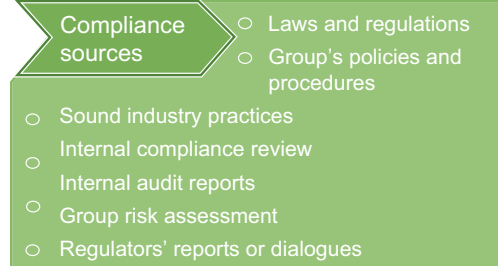 Compliance
sources
○ Laws and regulations
○ Group's policies and
procedures
○ Sound industry practices
○ Internal compliance review
Internal audit reports
○ Group risk assessment
○ Regulators' reports or dialogues